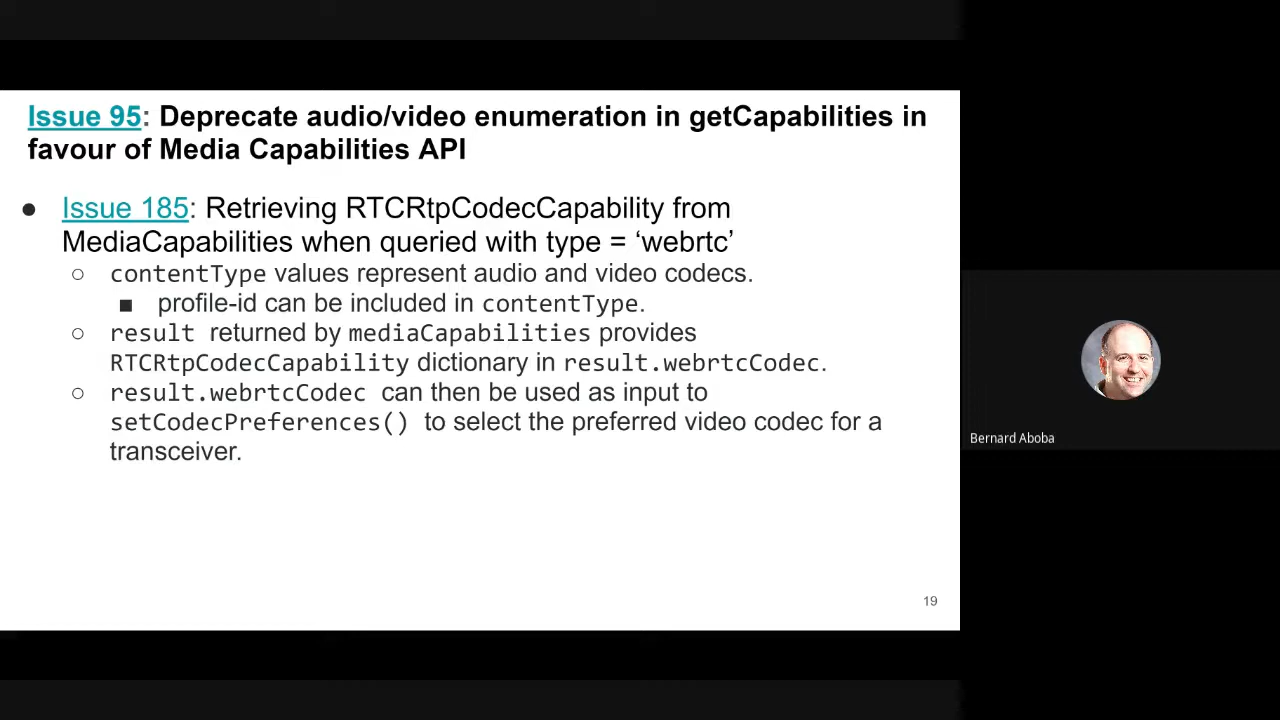 Issue 95: Deprecate audio/video enumeration in getCapabilities in
favour of Media Capabilities API
● Issue 185: Retrieving RTCRtpCodecCapability from
MediaCapabilities when queried with type = ‘webrtc’
○ contentType values represent audio and video codecs.
■ profile-id can be included in contentType.
○ result returned by mediaCapabilities provides
RTCRtpCodecCapability dictionary in result.webrtcCodec.
○ result.webrtcCodec can then be used as input to
setCodecPreferences() to select the preferred video codec for a
transceiver.
19
Bernard Aboba